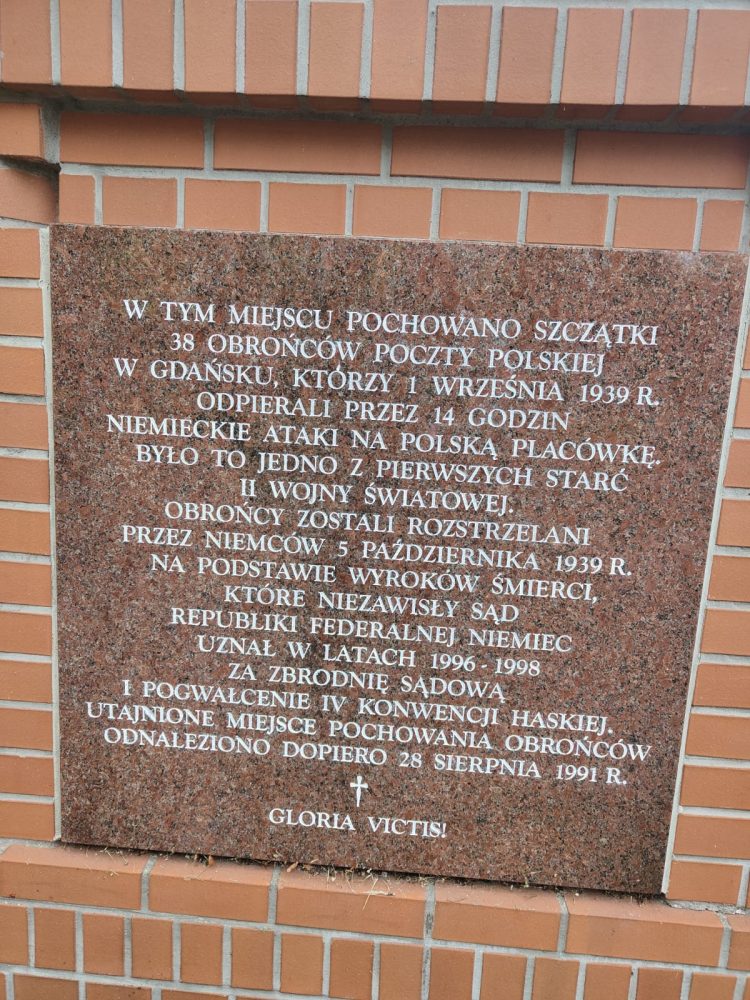 W TYM MIEJSCU POCHOWANO SZCZĄTKI
38 OBROŃCÓW POCZTY POLSKIEJ
W GDAŃSKU, KTÓRZY 1 WRZEŚNIA 1939 R.
ODPIERALI PRZEZ 14 GODZIN
NIEMIECKIE ATAKI NA POLSKĄ PLACÓWKĘ.
BYŁO TO JEDNO Z PIERWSZYCH STARĆ
II WOJNY ŚWIATOWEJ.
OBROŃCY ZOSTALI ROZSTRZELANI
PRZEZ NIEMCÓW 5 PAŹDZIERNIKA 1939 R.
NA PODSTAWIE WYROKÓW ŚMIERCI,
KTÓRE NIEZAWISŁY SĄD
REPUBLIKI FEDERALNEJ NIEMIEC
UZNAŁ W LATACH 1996-1998
ZA ZBRODNIĘ SĄDOWĄ
I POGWAŁCENIE IV KONWENCJI HASKIEJ.
UTAJNIONE MIEJSCE POCHOWANIA OBROŃCÓW
ODNALEZIONO DOPIERO 28 SIERPNIA 1991 R.
GLORIA VICTIS!